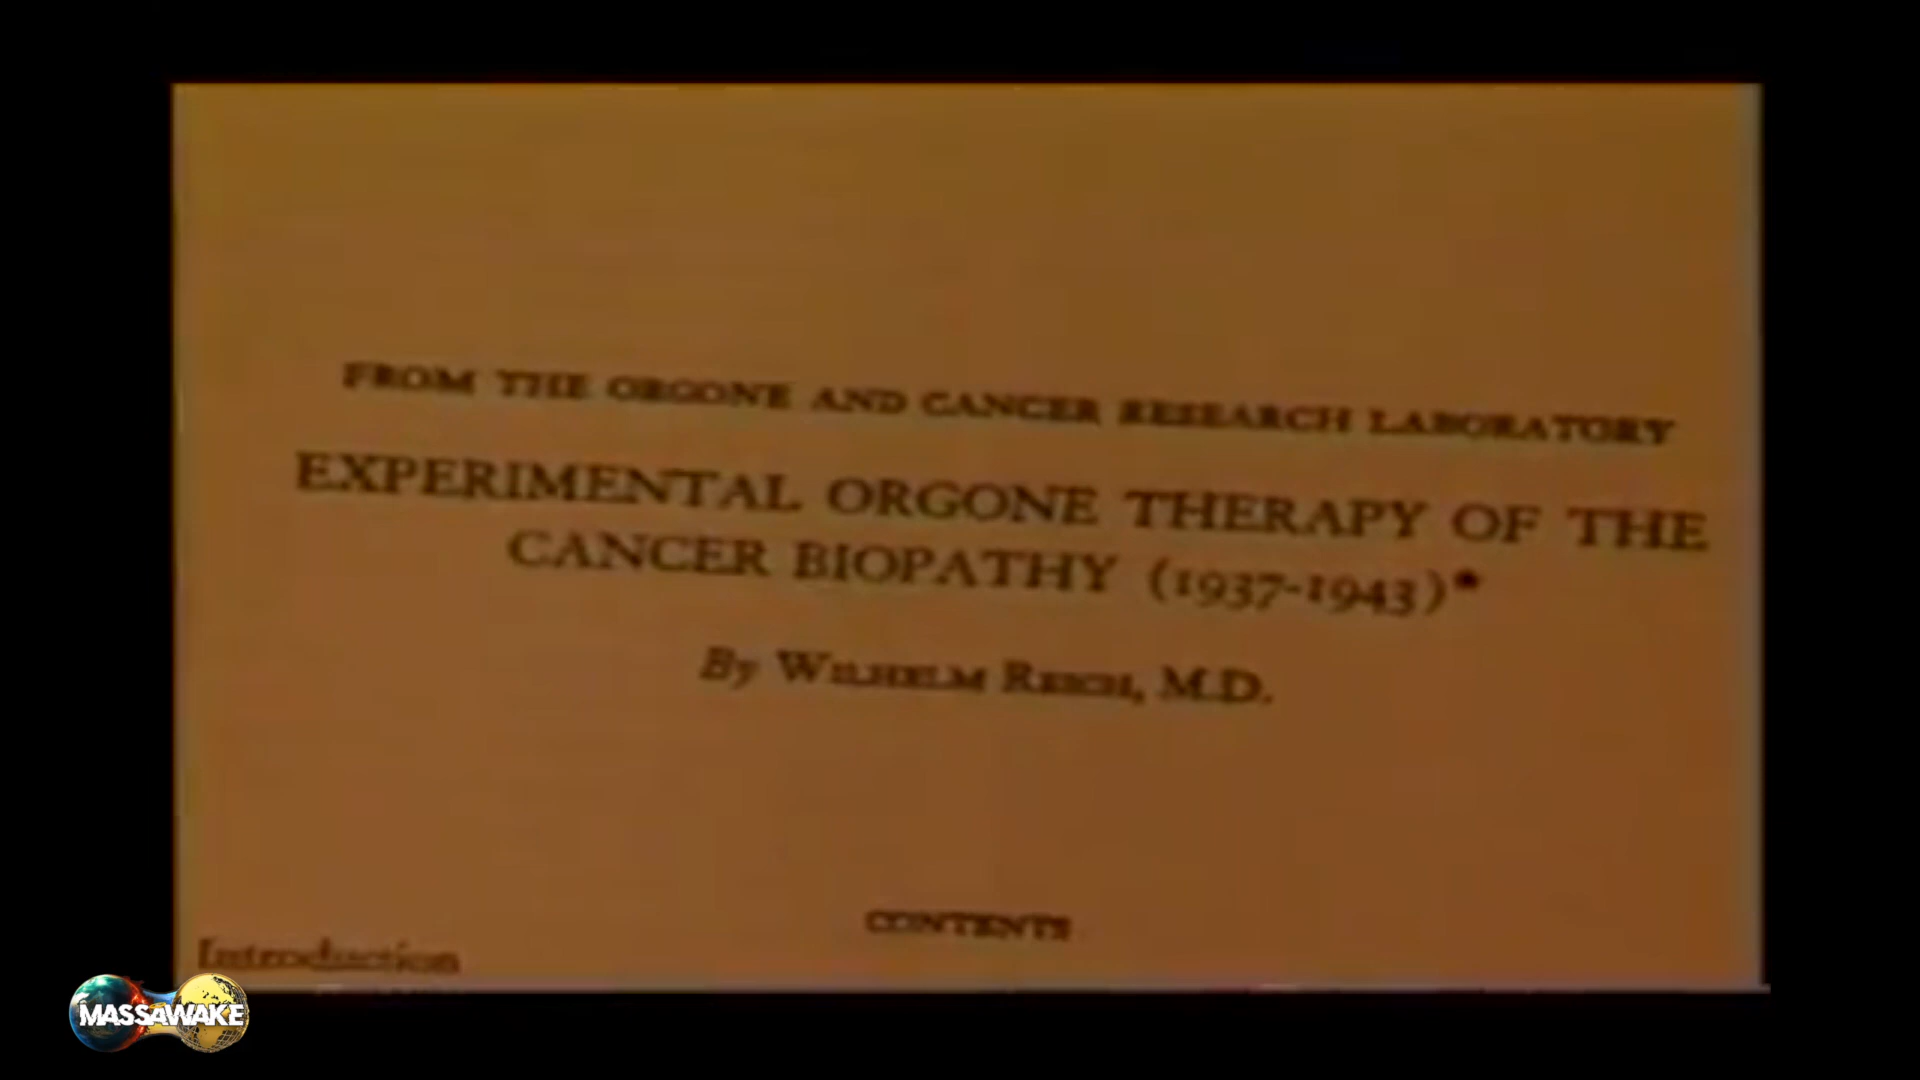 FROM THE ORGONE AND CANCER RESEARCH LABORATORY
EXPERIMENTAL ORGONE THERAPY OF THE
CANCER BIOPATHY (1937-1943)*
By WILHELM REICH, M.D.
CONTENTS
Introduction
MASSAWAKE